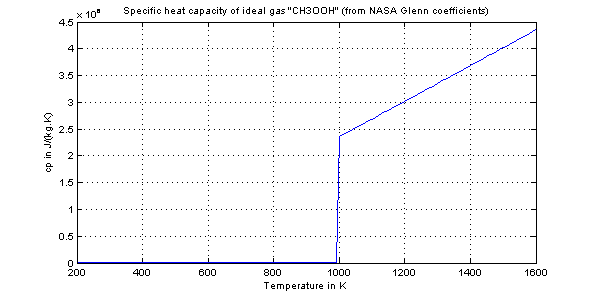 Specific heat capacity of ideal gas "CH3OOH" (from NASA Glenn coefficients)
× 10⁸
4.5
4
3.5
3
2.5
2
1.5
1
0.5
0
cp in J/(kg.K)
200 400 600 800 1000 1200 1400 1600
Temperature in K